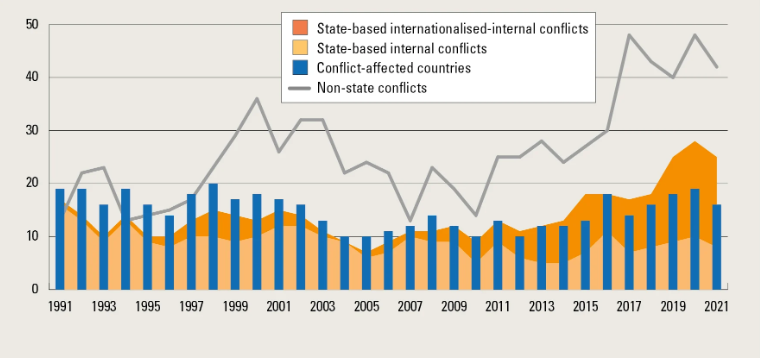 50
40
30
20
10
0
State-based internationalised-internal conflicts
State-based internal conflicts
Conflict-affected countries
Non-state conflicts
1991 1993 1995 1997 1999 2001 2003 2005 2007 2009 2011 2013 2015 2017 2019 2021